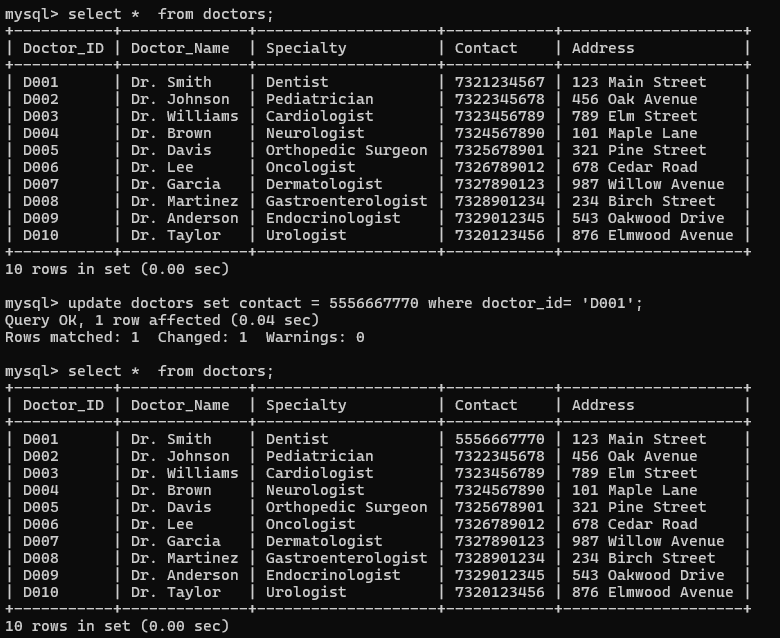 mysql> select *  from doctors;
+-----------+---------------+--------------------+------------+--------------------+
| Doctor_ID | Doctor_Name  | Specialty          | Contact    | Address            |
+-----------+---------------+--------------------+------------+--------------------+
| D001      | Dr. Smith    | Dentist            | 7321234567 | 123 Main Street    |
| D002      | Dr. Johnson  | Pediatrician       | 7322345678 | 456 Oak Avenue     |
| D003      | Dr. Williams | Cardiologist       | 7323456789 | 789 Elm Street     |
| D004      | Dr. Brown    | Neurologist        | 7324567890 | 101 Maple Lane     |
| D005      | Dr. Davis    | Orthopedic Surgeon | 7325678901 | 321 Pine Street    |
| D006      | Dr. Lee      | Oncologist         | 7326789012 | 678 Cedar Road     |
| D007      | Dr. Garcia   | Dermatologist      | 7327890123 | 987 Willow Avenue  |
| D008      | Dr. Martinez | Gastroenterologist | 7328901234 | 234 Birch Street   |
| D009      | Dr. Anderson | Endocrinologist    | 7329012345 | 543 Oakwood Drive  |
| D010      | Dr. Taylor   | Urologist          | 7320123456 | 876 Elmwood Avenue |
+-----------+---------------+--------------------+------------+--------------------+
10 rows in set (0.00 sec)

mysql> update doctors set contact = 5556667770 where doctor_id= 'D001';
Query OK, 1 row affected (0.04 sec)
Rows matched: 1  Changed: 1  Warnings: 0

mysql> select *  from doctors;
+-----------+---------------+--------------------+------------+--------------------+
| Doctor_ID | Doctor_Name  | Specialty          | Contact    | Address            |
+-----------+---------------+--------------------+------------+--------------------+
| D001      | Dr. Smith    | Dentist            | 5556667770 | 123 Main Street    |
| D002      | Dr. Johnson  | Pediatrician       | 7322345678 | 456 Oak Avenue     |
| D003      | Dr. Williams | Cardiologist       | 7323456789 | 789 Elm Street     |
| D004      | Dr. Brown    | Neurologist        | 7324567890 | 101 Maple Lane     |
| D005      | Dr. Davis    | Orthopedic Surgeon | 7325678901 | 321 Pine Street    |
| D006      | Dr. Lee      | Oncologist         | 7326789012 | 678 Cedar Road     |
| D007      | Dr. Garcia   | Dermatologist      | 7327890123 | 987 Willow Avenue  |
| D008      | Dr. Martinez | Gastroenterologist | 7328901234 | 234 Birch Street   |
| D009      | Dr. Anderson | Endocrinologist    | 7329012345 | 543 Oakwood Drive  |
| D010      | Dr. Taylor   | Urologist          | 7320123456 | 876 Elmwood Avenue |
+-----------+---------------+--------------------+------------+--------------------+
10 rows in set (0.00 sec)